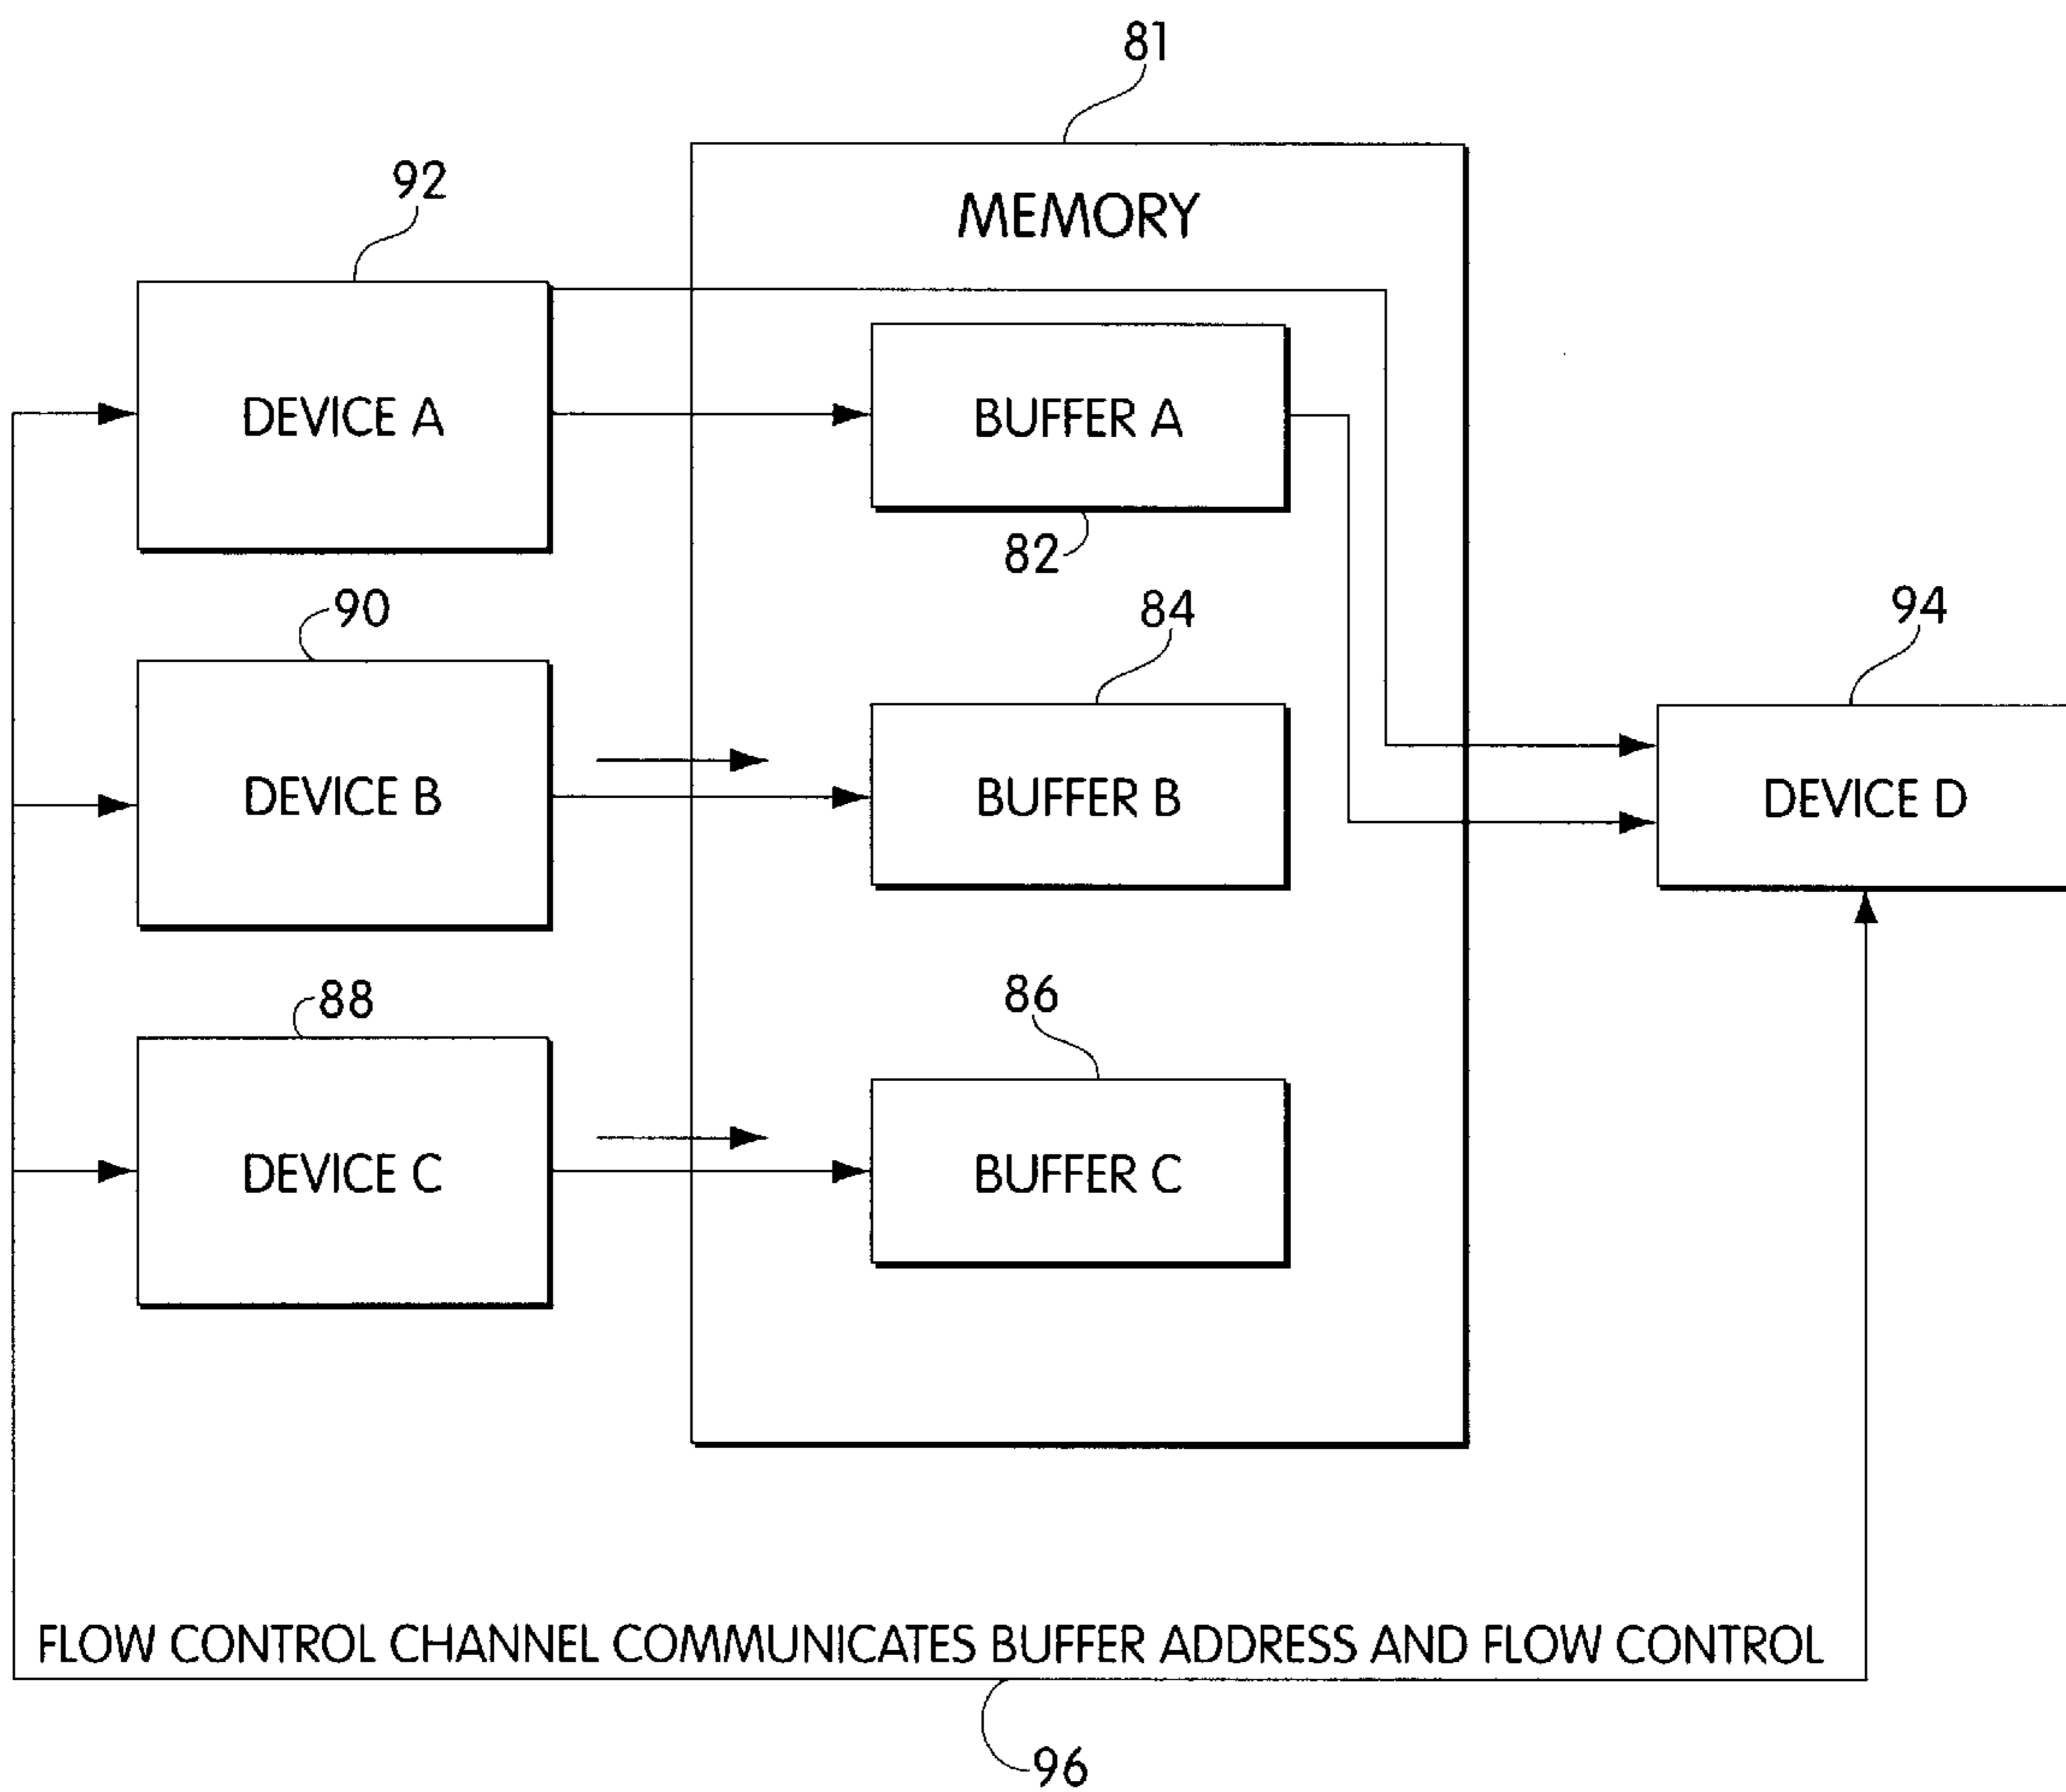 81
92
MEMORY
DEVICE A
BUFFER A
82
90
84
94
DEVICE B
BUFFER B
DEVICE D
88
86
DEVICE C
BUFFER C
FLOW CONTROL CHANNEL COMMUNICATES BUFFER ADDRESS AND FLOW CONTROL
96